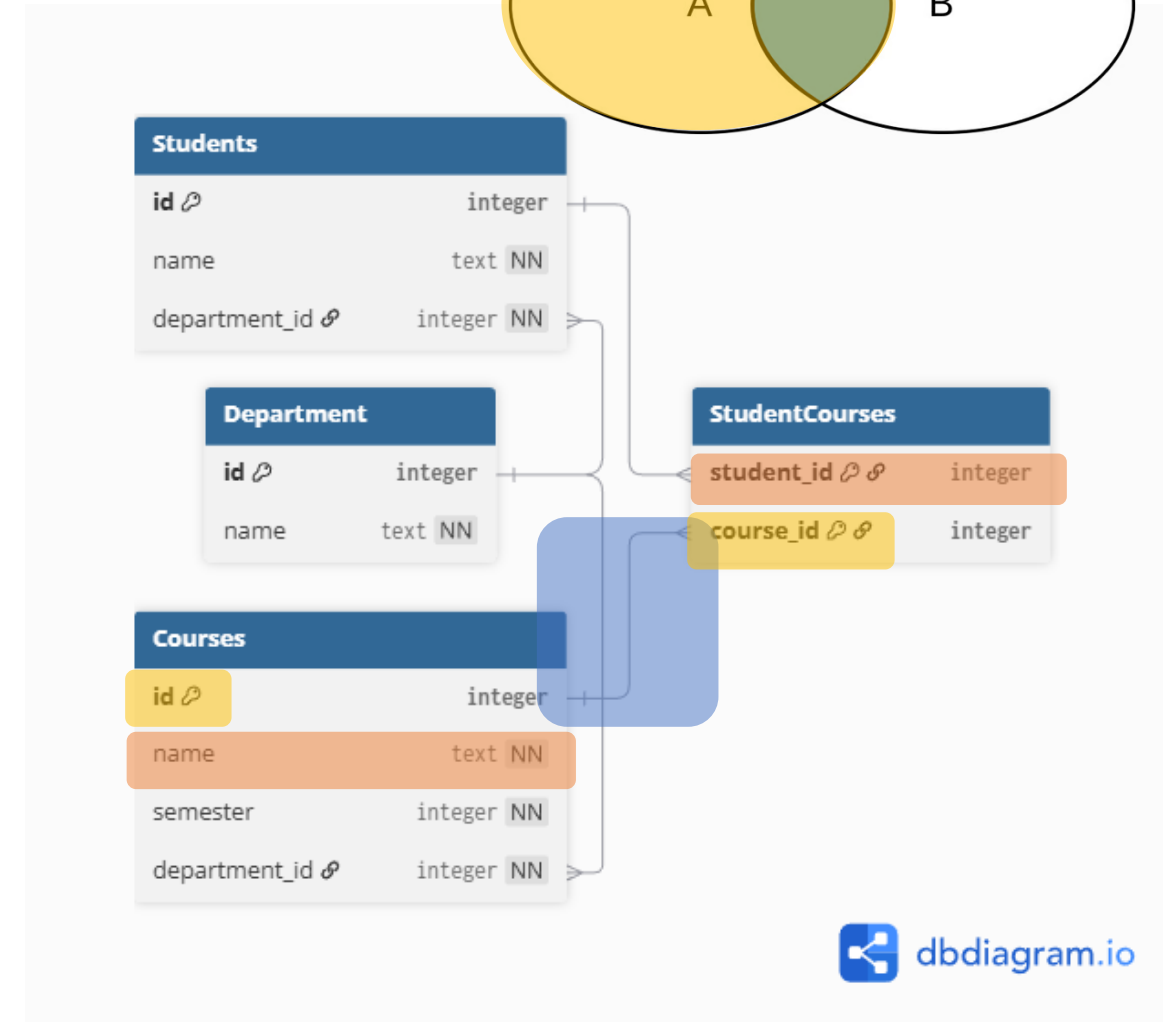 A B
Students
id integer
name text NN
department_id integer NN
Department
id integer
name text NN
StudentCourses
student_id integer
course_id integer
Courses
id integer
name text NN
semester integer NN
department_id integer NN
dbdiagram.io